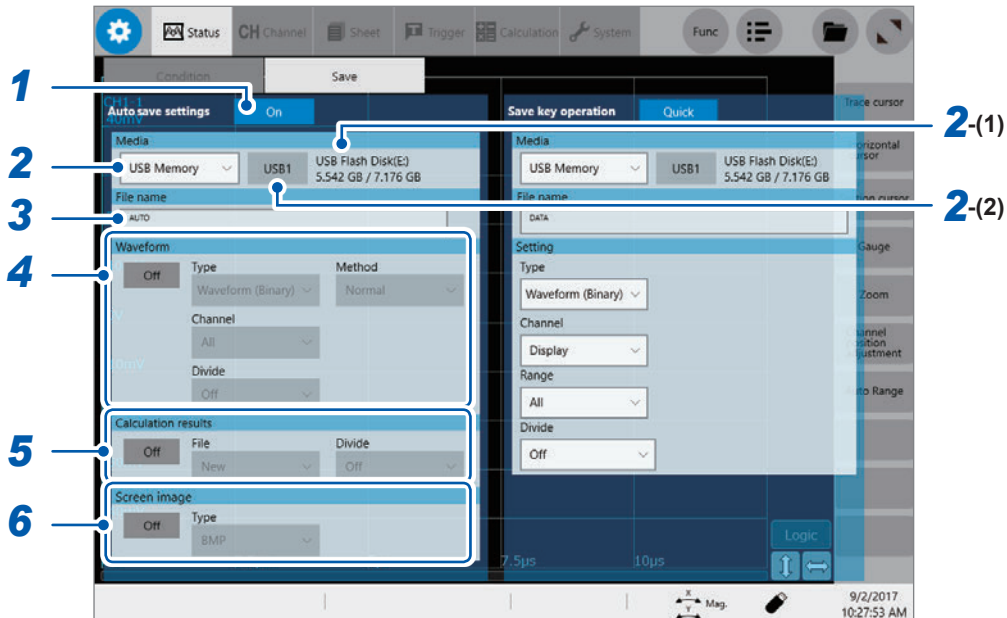 Status CH Channel Sheet Trigger Calculation System Func
Condition Save
1
CH1-1
40mV
Auto save settings On
Save key operation Quick
Trace cursor
Media
2 USB Memory USB1 USB Flash Disk(E:)
5.542 GB / 7.176 GB
2-(1)
2-(2)
Media
USB Memory USB1 USB Flash Disk(E:)
5.542 GB / 7.176 GB
File name
3 AUTO
File name
DATA
4
Waveform
Off
Type
Waveform (Binary)
Method
Normal
Channel
All
Divide
Off
Setting
Type
Waveform (Binary)
Channel
Display
Range
All
Divide
Off
cursor
Gauge
Zoom
Auto Range
5
Calculation results
Off
File
New
Divide
Off
6
Screen image
Off
Type
BMP
Logic
7.5µs 10µs
X
Y
Mag.
9/2/2017
10:27:53 AM